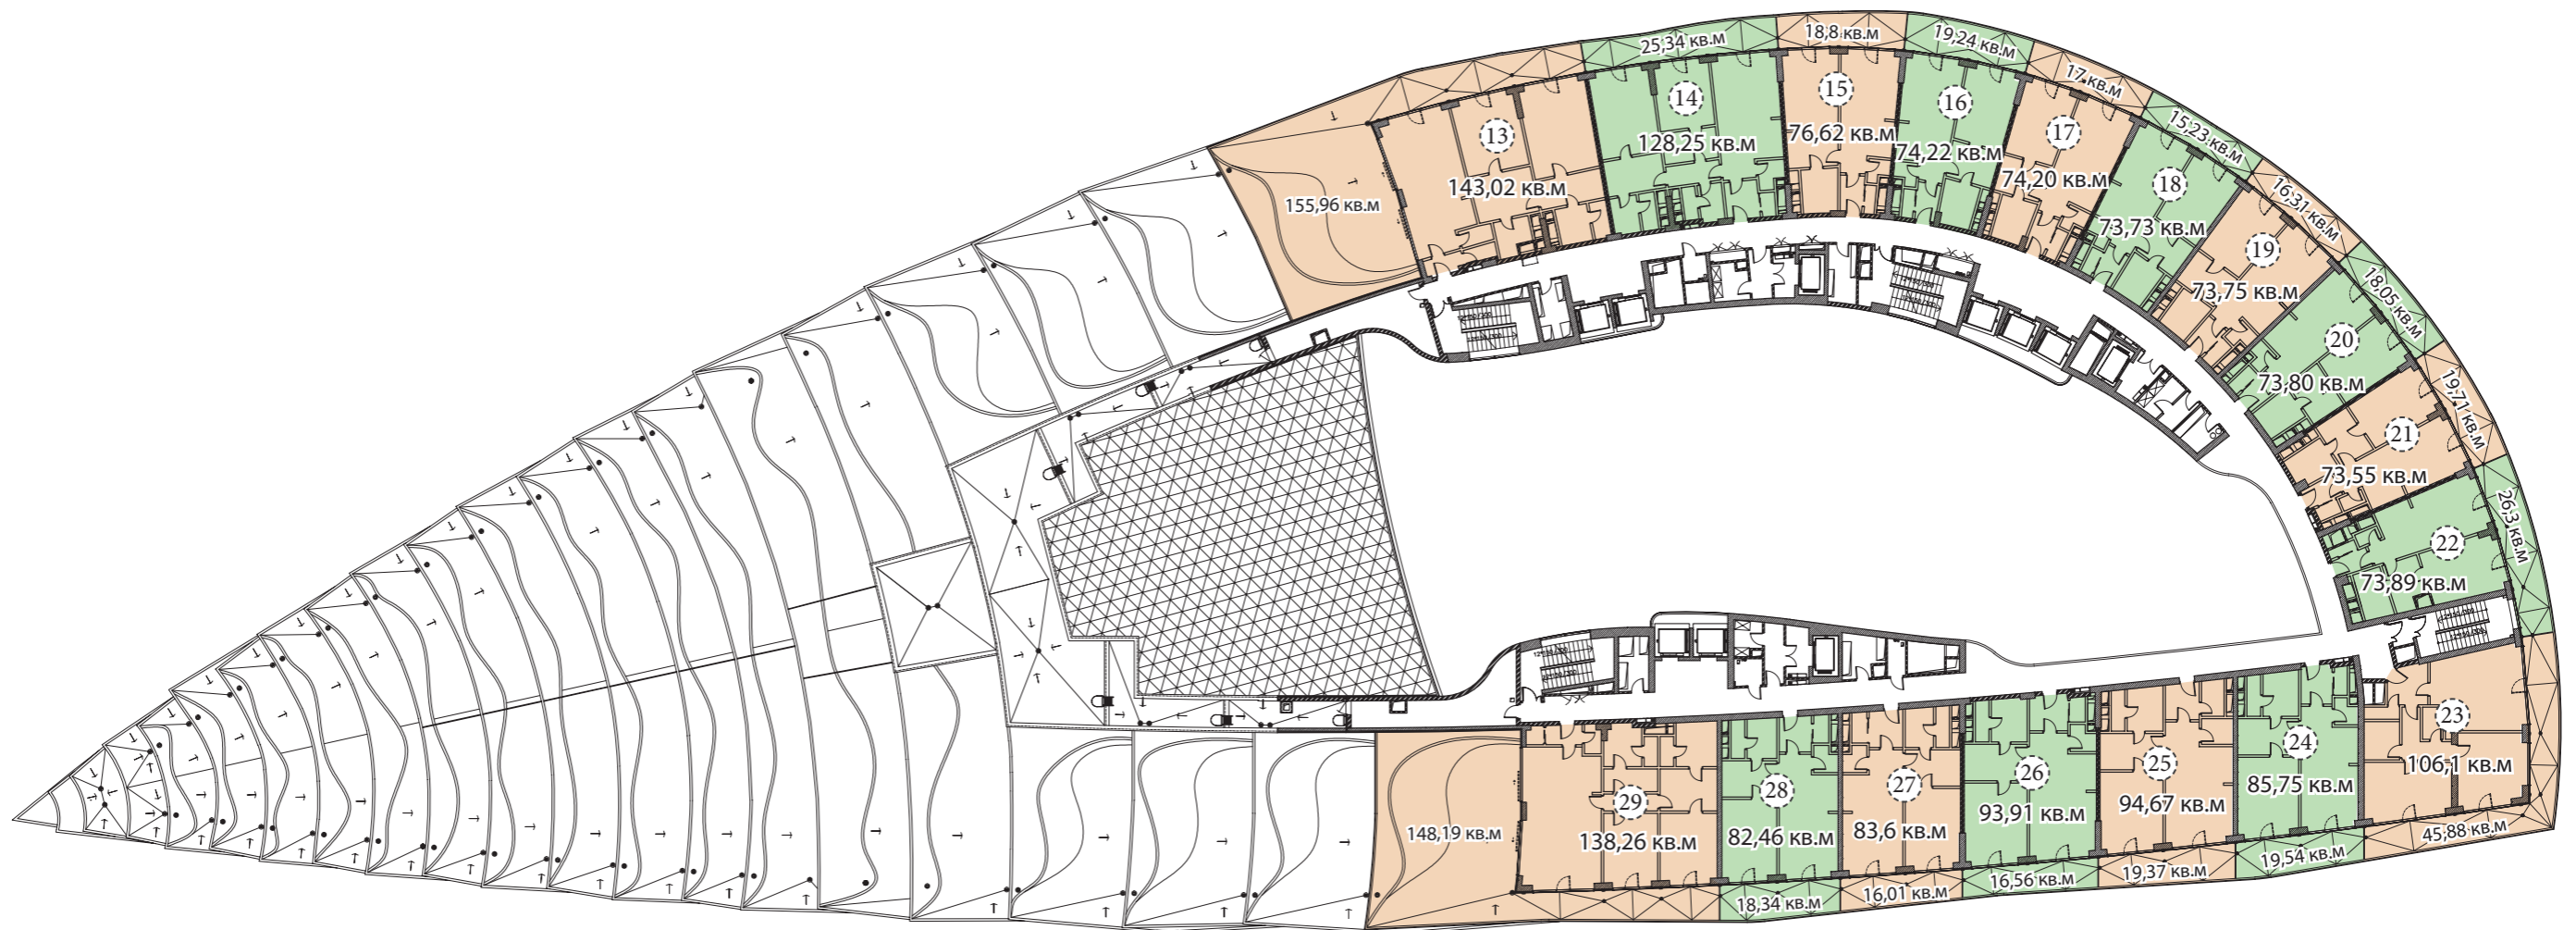 155,96 кв.м
13
143,02 кв.м
25,34 кв.м
14
128,25 кв.м
18,8 кв.м
15
76,62 кв.м
19,24 кв.м
16
74,22 кв.м
17 кв.м
17
74,20 кв.м
15,23 кв.м
18
73,73 кв.м
16,31 кв.м
19
73,75 кв.м
18,05 кв.м
20
73,80 кв.м
19,71 кв.м
21
73,55 кв.м
26,3 кв.м
22
73,89 кв.м
23
106,1 кв.м
45,88 кв.м
24
85,75 кв.м
19,54 кв.м
25
94,67 кв.м
19,37 кв.м
26
93,91 кв.м
16,56 кв.м
27
83,6 кв.м
16,01 кв.м
28
82,46 кв.м
18,34 кв.м
29
138,26 кв.м
148,19 кв.м